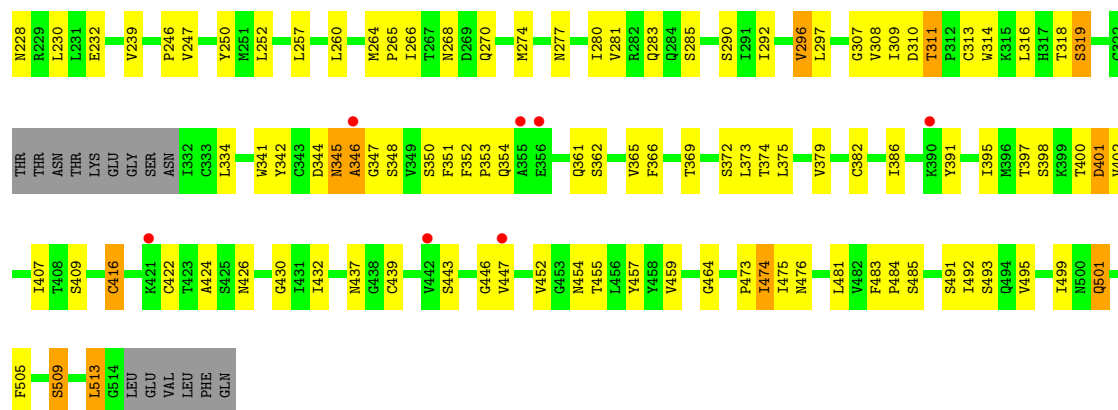 N228 R229 L230 L231 E232 V239 P246 V247 Y250 M251 L252 L257 L260 M264 P265 I266 T267 N268 D269 Q270 M274 N277 I280 V281 R282 Q283 Q284 S285 S290 I291 I292 V296 L297 G307 V308 I309 D310 T311 P312 C313 W314 K315 L316 H317 T318 S319
THR THR ASN THR LYS GLU GLY SER ASN I332 C333 L334 W341 Y342 C343 D344 N345 A346 G347 S348 V349 S350 F351 F352 P353 Q354 A355 E356 Q361 S362 V365 F366 T369 S372 L373 T374 L375 V379 C382 I386 K390 Y391 I395 M396 T397 S398 K399 T400 D401 V402
I407 T408 S409 C416 K421 C422 T423 A424 S425 N426 G430 I431 I432 N437 G438 C439 V442 S443 G446 V447 V452 G453 N454 T455 L456 Y457 Y458 V459 G464 P473 I474 I475 N476 L481 V482 F483 P484 S485 S491 I492 S493 Q494 V495 I499 N500 Q501
F505 S509 L513 G514 LEU GLU VAL LEU PHE GLN